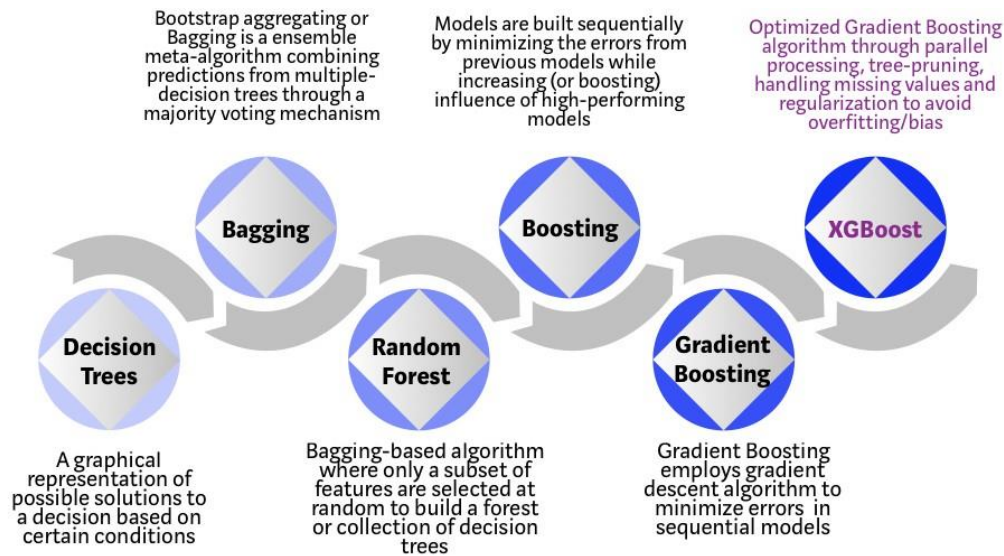 Bootstrap aggregating or
Bagging is a ensemble
meta-algorithm combining
predictions from multiple-
decision trees through a
majority voting mechanism
Models are built sequentially
by minimizing the errors from
previous models while
increasing (or boosting)
influence of high-performing
models
Optimized Gradient Boosting
algorithm through parallel
processing, tree-pruning,
handling missing values and
regularization to avoid
overfitting/bias
Bagging
Boosting
XGBoost
Decision
Trees
Random
Forest
Gradient
Boosting
A graphical
representation of
possible solutions to
a decision based on
certain conditions
Bagging-based algorithm
where only a subset of
features are selected at
random to build a forest
or collection of decision
trees
Gradient Boosting
employs gradient
descent algorithm to
minimize errors in
sequential models